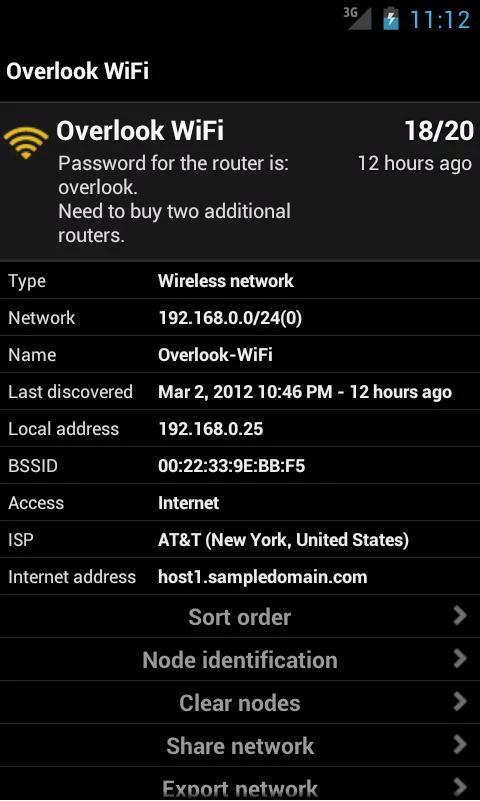 3G 11:12
Overlook WiFi
Overlook WiFi 18/20
Password for the router is: 12 hours ago
overlook.
Need to buy two additional
routers.
Type Wireless network
Network 192.168.0.0/24(0)
Name Overlook-WiFi
Last discovered Mar 2, 2012 10:46 PM - 12 hours ago
Local address 192.168.0.25
BSSID 00:22:33:9E:BB:F5
Access Internet
ISP AT&T (New York, United States)
Internet address host1.sampledomain.com
Sort order
Node identification
Clear nodes
Share network
Export network